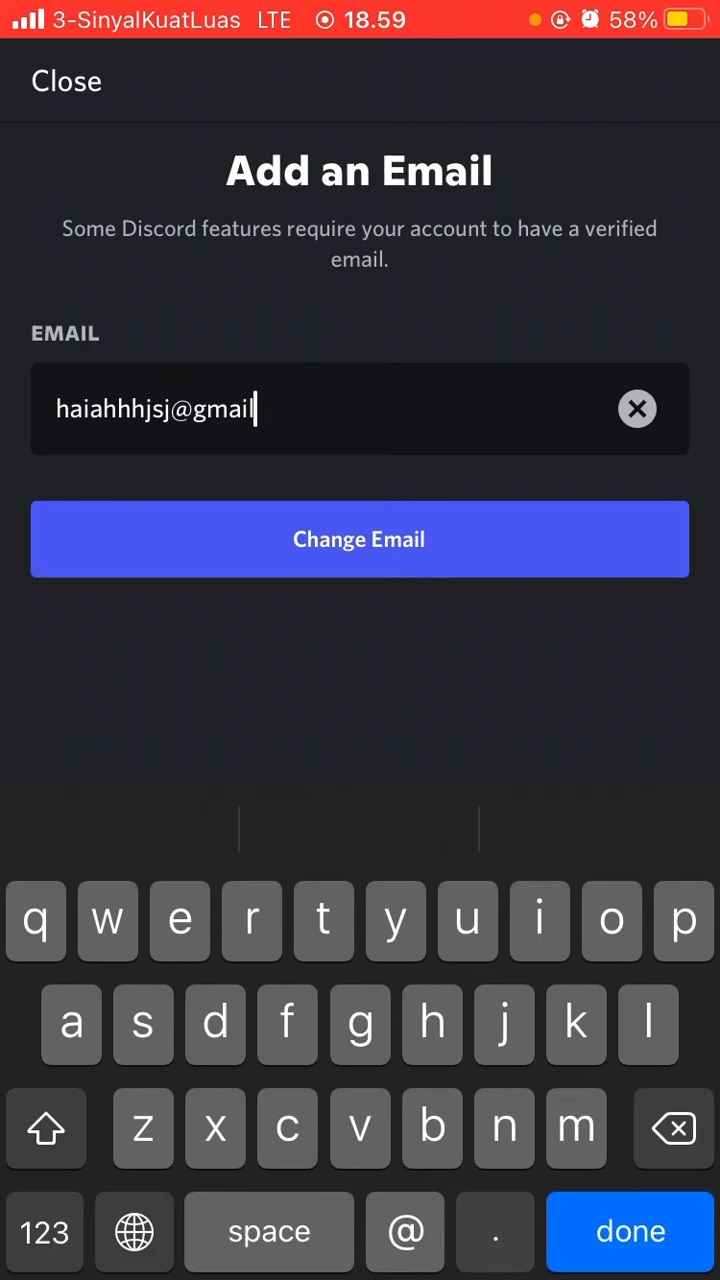 3-SinyalKuatLuas LTE 18.59 58%
Close
Add an Email
Some Discord features require your account to have a verified
email.
EMAIL
haiahhhjsj@gmail
Change Email
q w e r t y u i o p
a s d f g h j k l
z x c v b n m
123 space @ . done